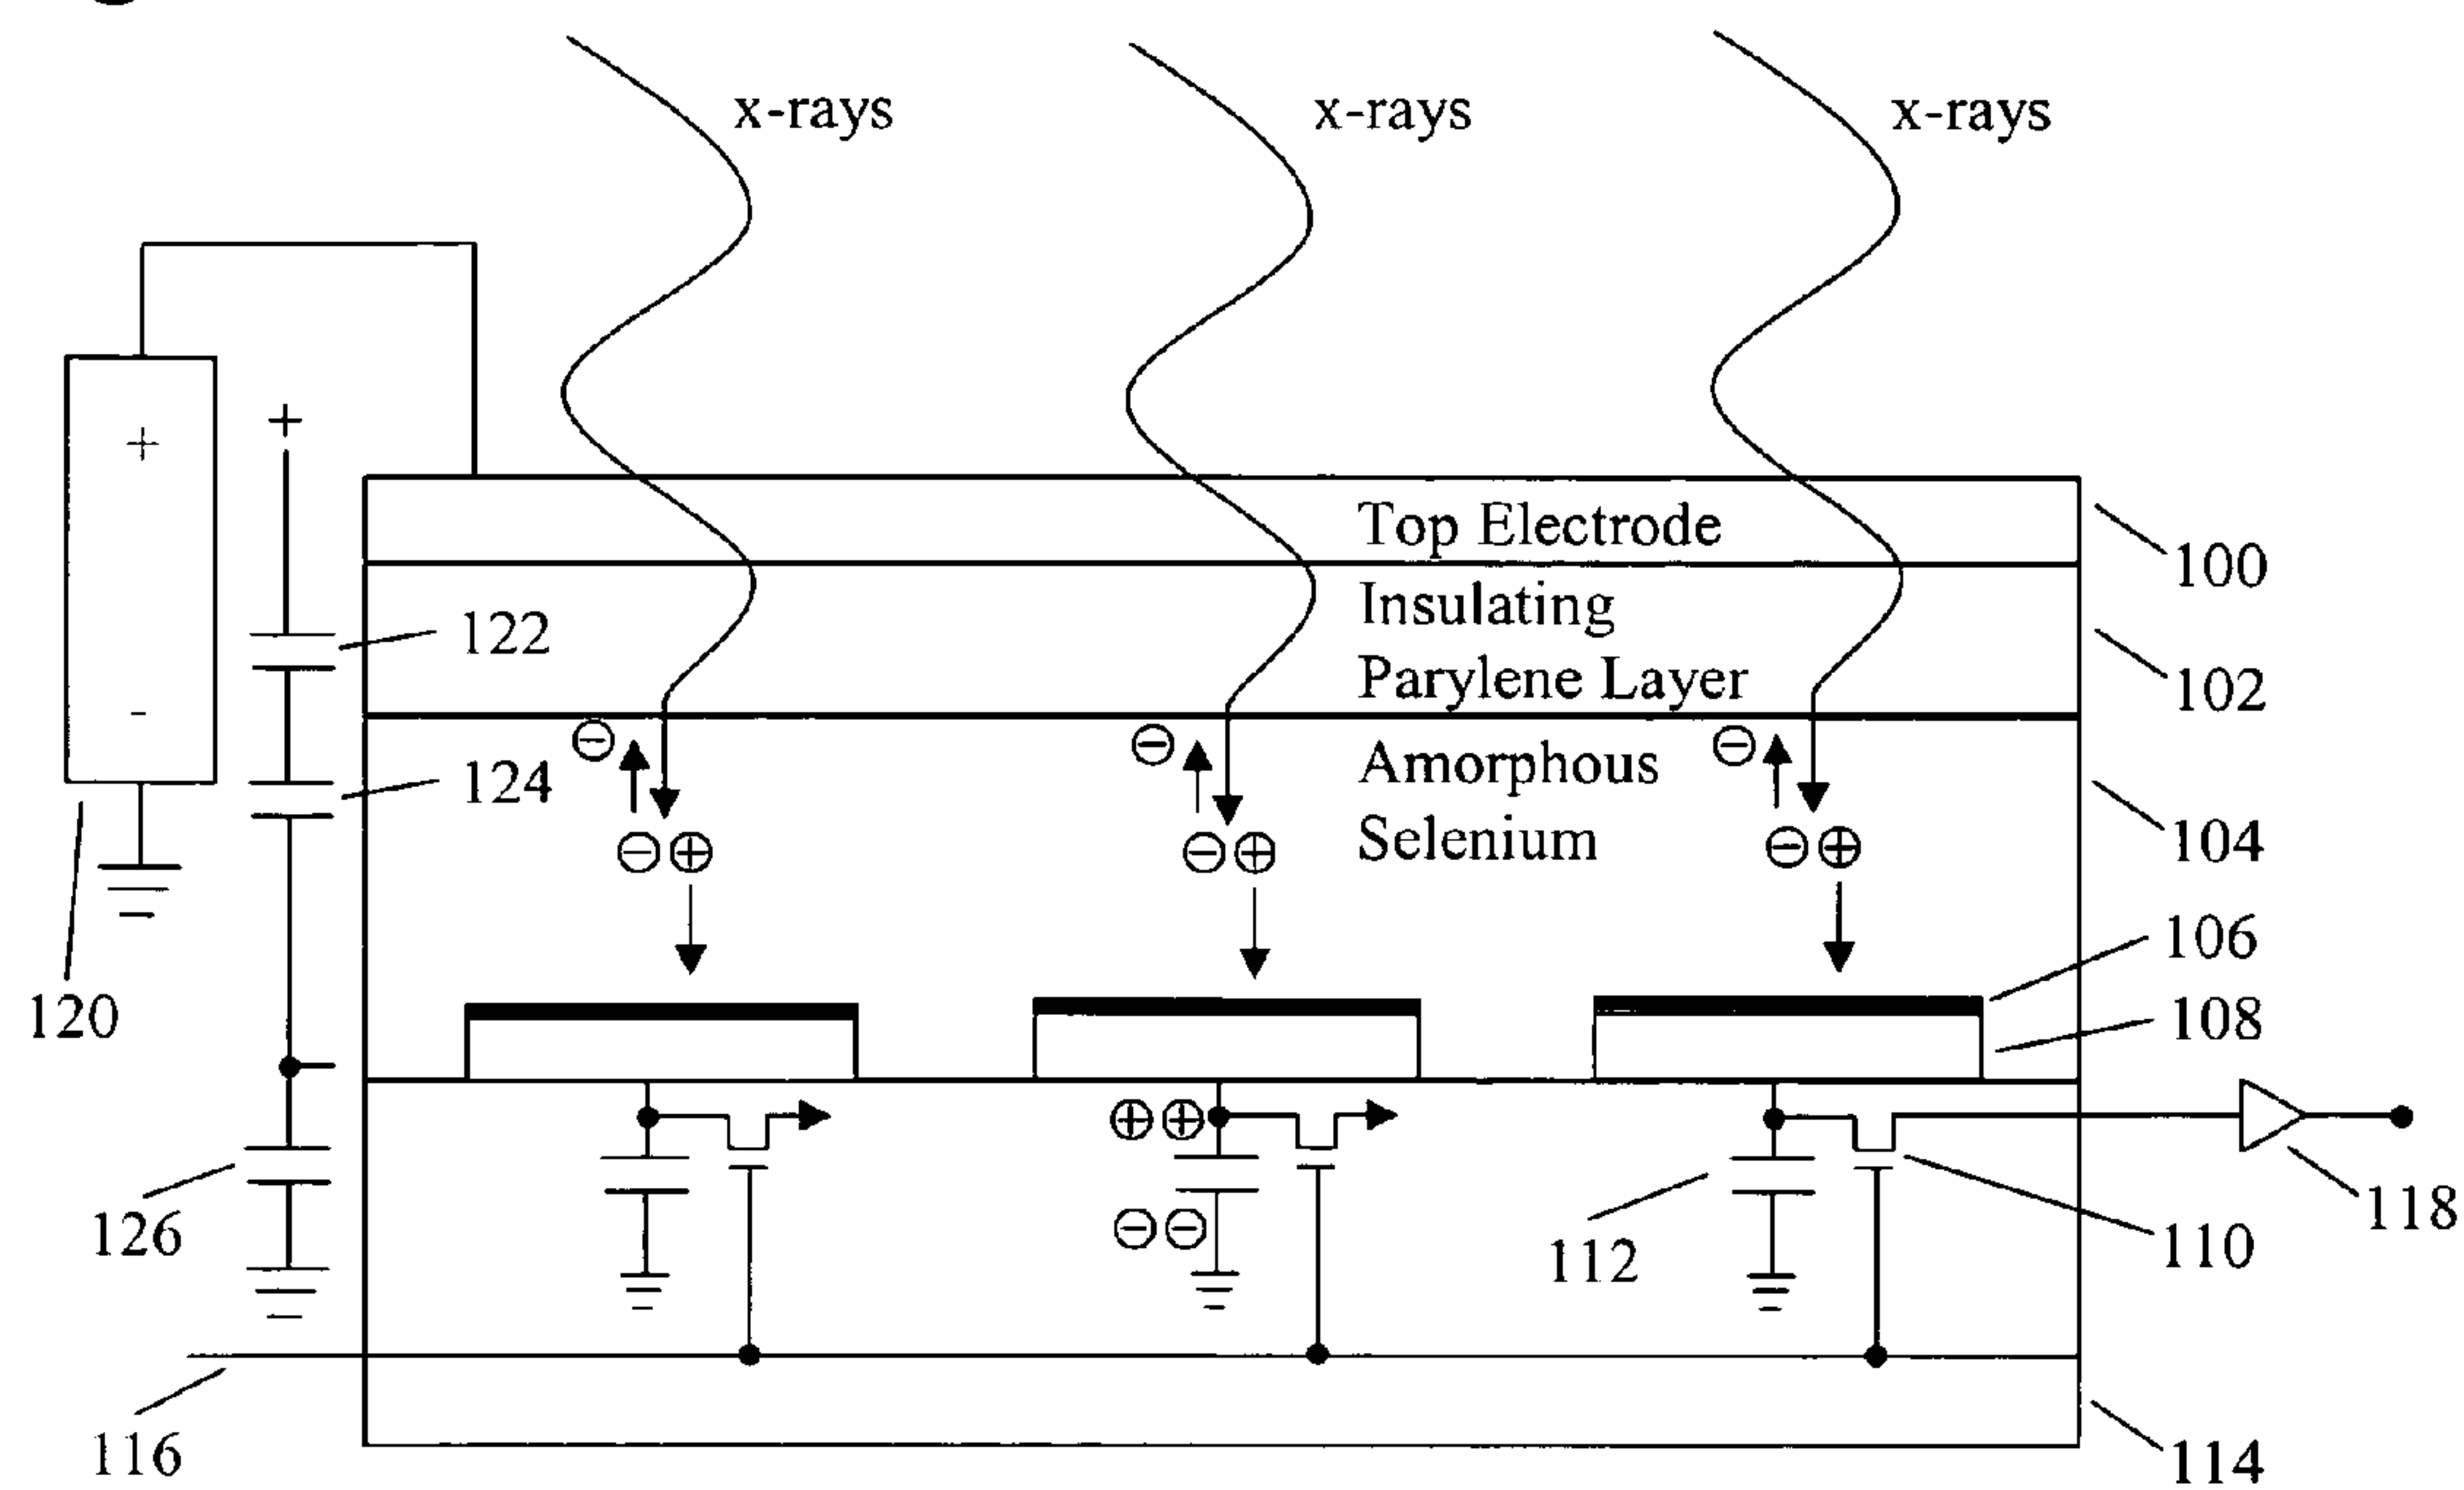 x-rays x-rays x-rays
+
+
Top Electrode
100
Insulating
122
Parylene Layer
102
-
Amorphous
124
Selenium
104
106
120
108
126
112
110
118
116
114